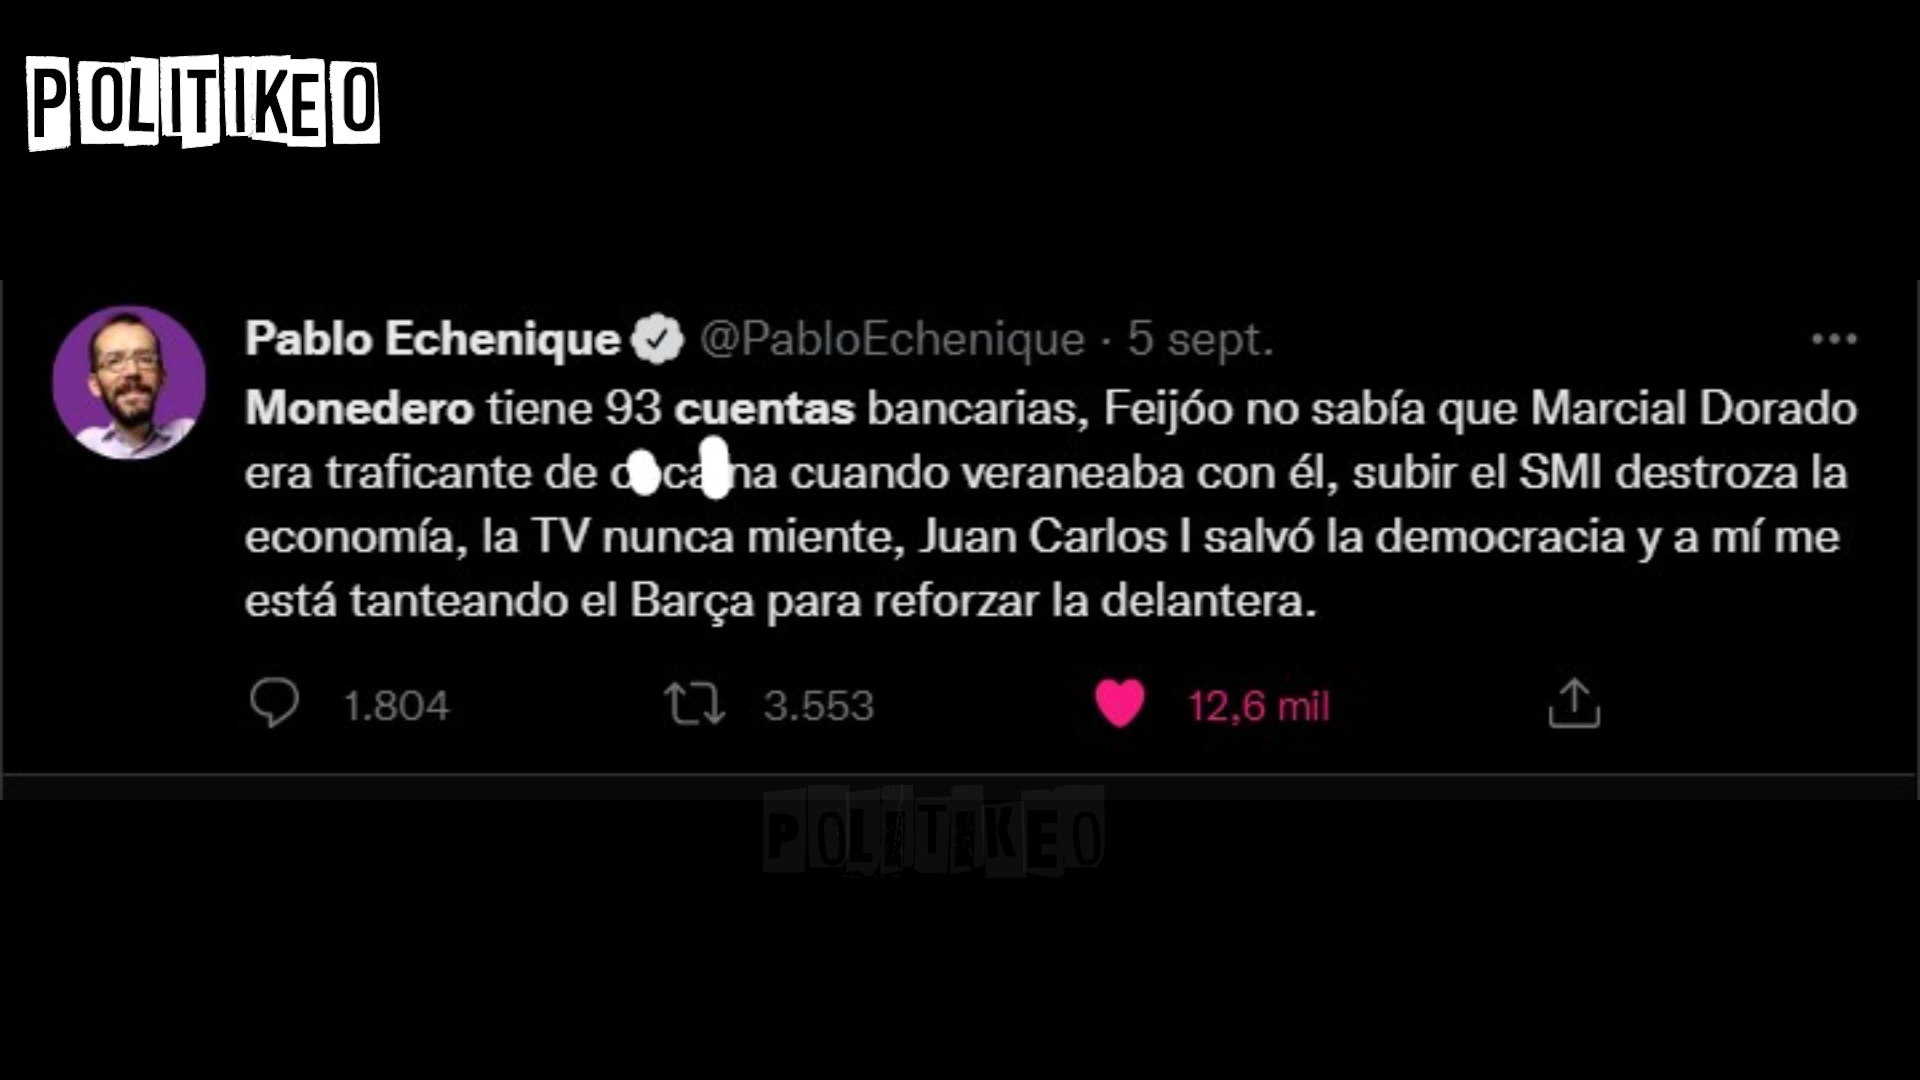 POLITIKEO
Pablo Echenique @PabloEchenique · 5 sept.
Monedero tiene 93 cuentas bancarias, Feijóo no sabía que Marcial Dorado
era traficante de cuando veraneaba con él, subir el SMI destroza la
economía, la TV nunca miente, Juan Carlos I salvó la democracia y a mí me
está tanteando el Barça para reforzar la delantera.
1.804 3.553 12,6 mil
POLITIKEO